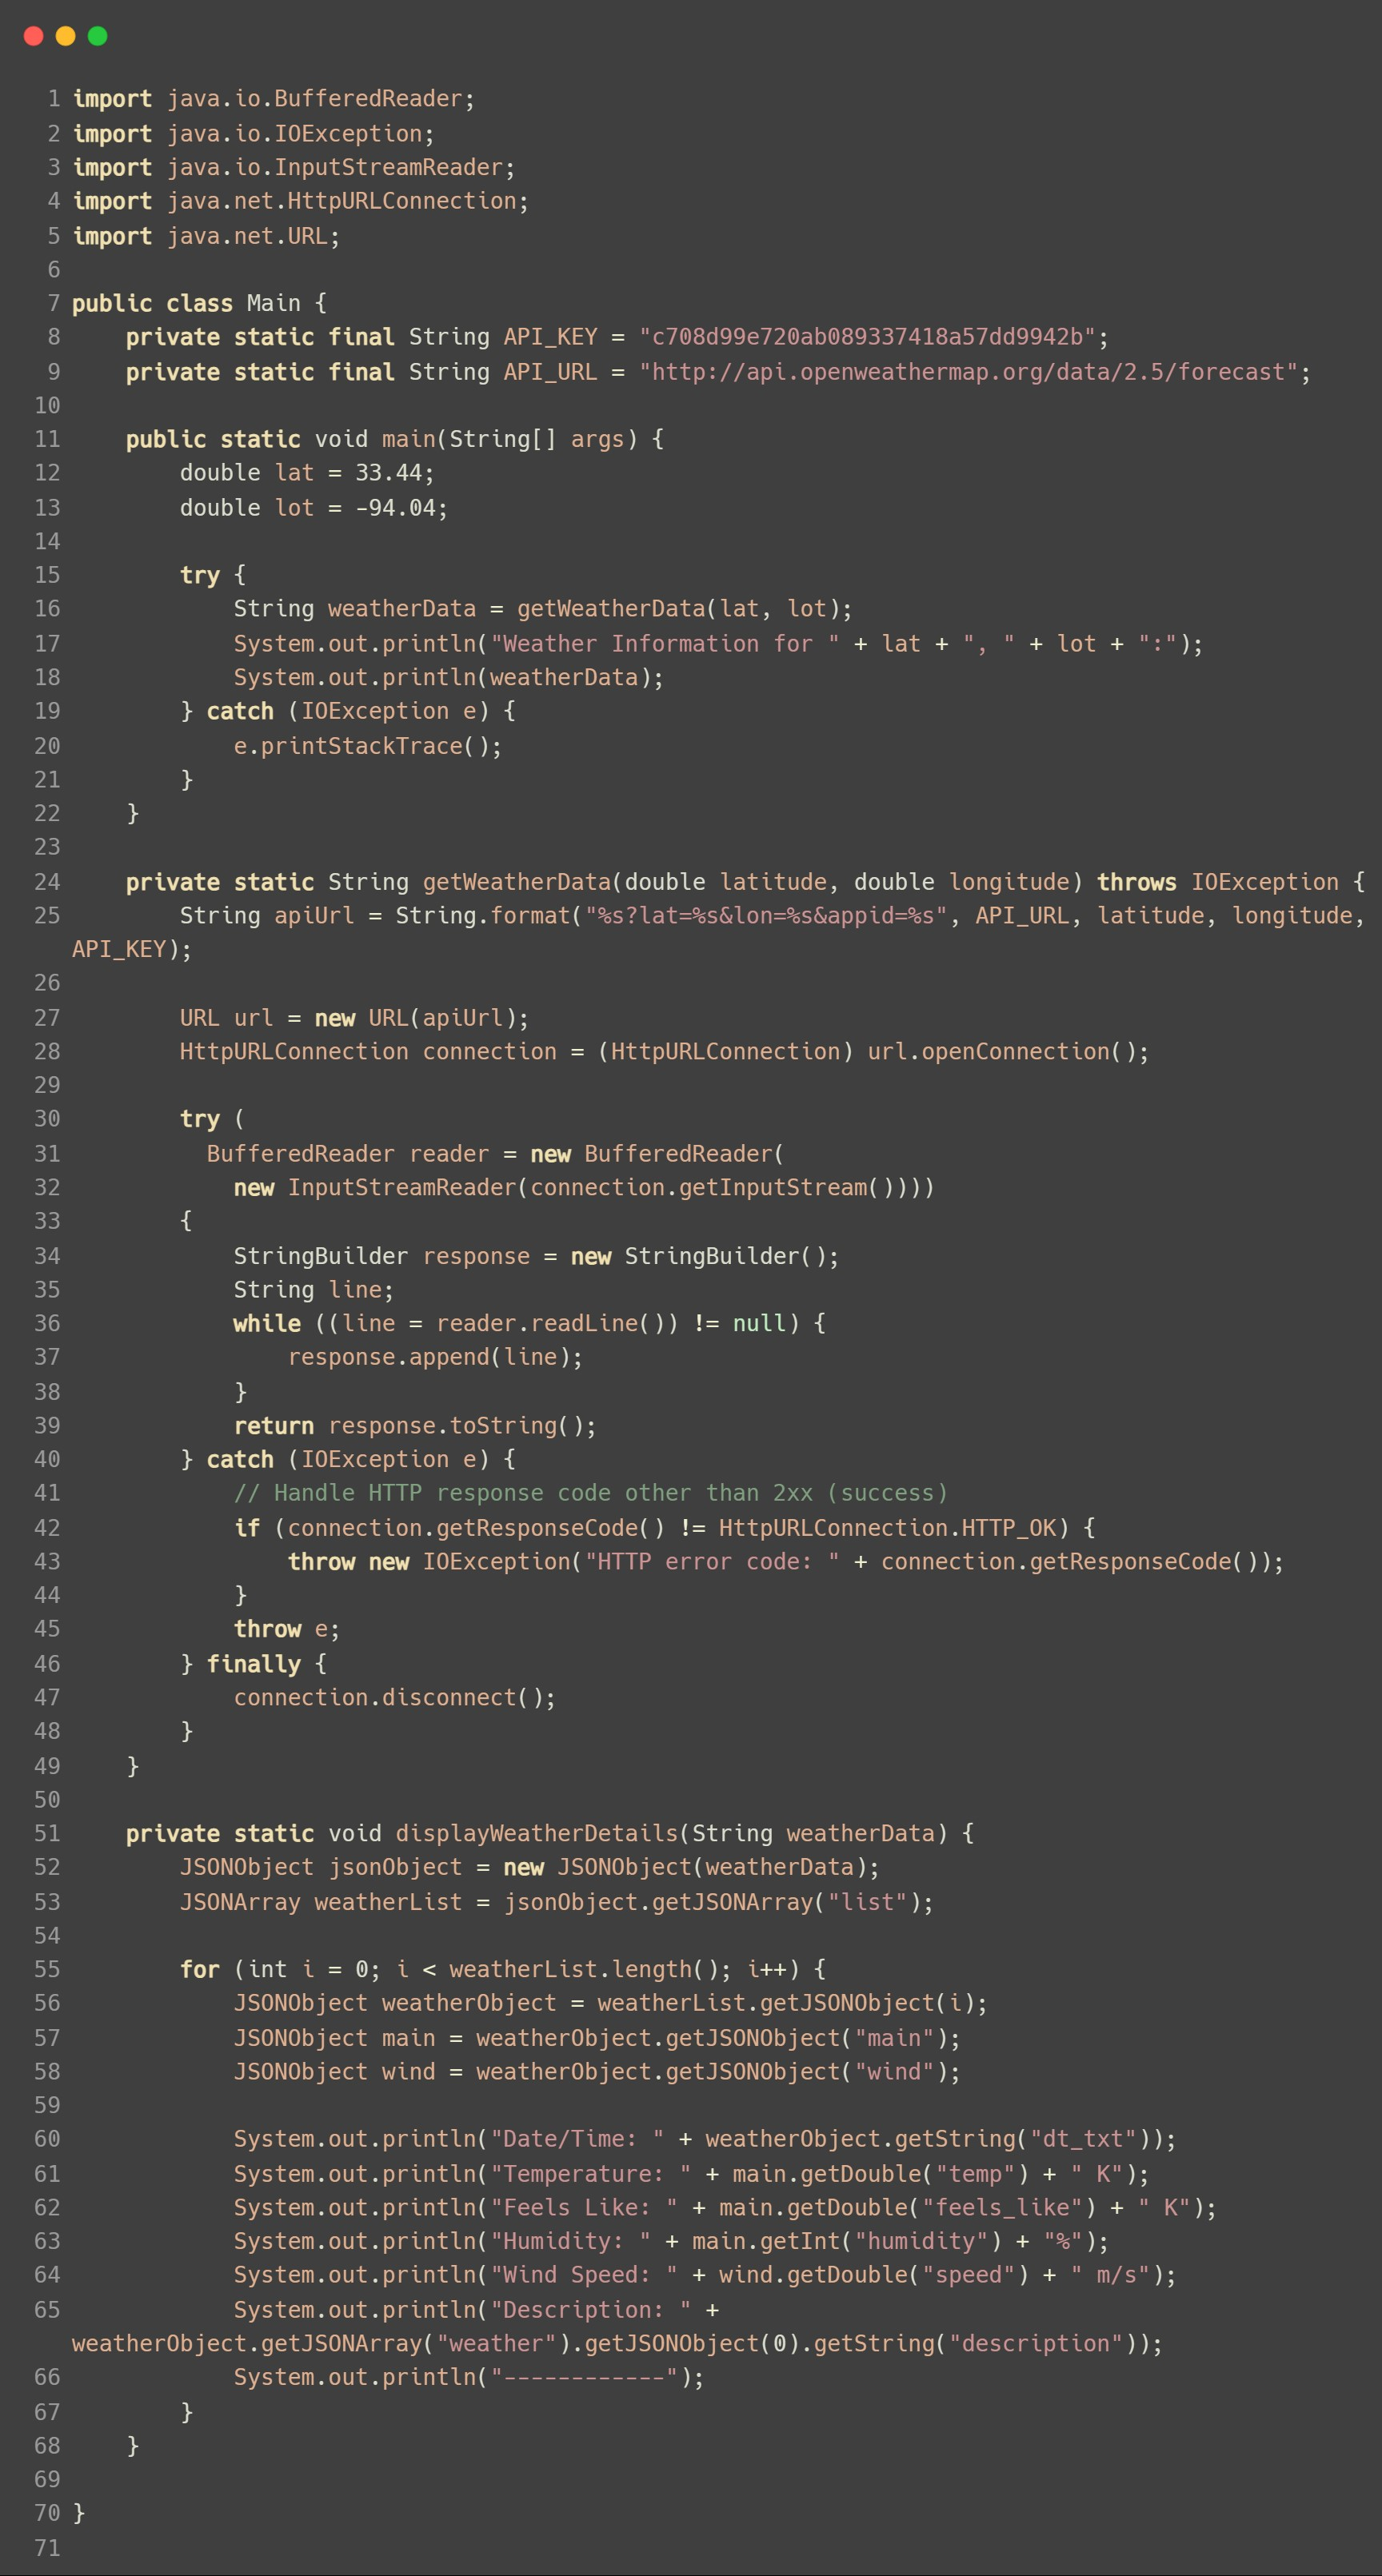 1 import java.io.BufferedReader;
2 import java.io.IOException;
3 import java.io.InputStreamReader;
4 import java.net.HttpURLConnection;
5 import java.net.URL;
6
7 public class Main {
8     private static final String API_KEY = "c708d99e720ab089337418a57dd9942b";
9     private static final String API_URL = "http://api.openweathermap.org/data/2.5/forecast";
10
11     public static void main(String[] args) {
12         double lat = 33.44;
13         double lot = -94.04;
14
15         try {
16             String weatherData = getWeatherData(lat, lot);
17             System.out.println("Weather Information for " + lat + ", " + lot + ":");
18             System.out.println(weatherData);
19         } catch (IOException e) {
20             e.printStackTrace();
21         }
22     }
23
24     private static String getWeatherData(double latitude, double longitude) throws IOException {
25         String apiUrl = String.format("%s?lat=%s&lon=%s&appid=%s", API_URL, latitude, longitude,
API_KEY);
26
27         URL url = new URL(apiUrl);
28         HttpURLConnection connection = (HttpURLConnection) url.openConnection();
29
30         try (
31           BufferedReader reader = new BufferedReader(
32             new InputStreamReader(connection.getInputStream())))
33         {
34             StringBuilder response = new StringBuilder();
35             String line;
36             while ((line = reader.readLine()) != null) {
37                 response.append(line);
38             }
39             return response.toString();
40         } catch (IOException e) {
41             // Handle HTTP response code other than 2xx (success)
42             if (connection.getResponseCode() != HttpURLConnection.HTTP_OK) {
43                 throw new IOException("HTTP error code: " + connection.getResponseCode());
44             }
45             throw e;
46         } finally {
47             connection.disconnect();
48         }
49     }
50
51     private static void displayWeatherDetails(String weatherData) {
52         JSONObject jsonObject = new JSONObject(weatherData);
53         JSONArray weatherList = jsonObject.getJSONArray("list");
54
55         for (int i = 0; i < weatherList.length(); i++) {
56             JSONObject weatherObject = weatherList.getJSONObject(i);
57             JSONObject main = weatherObject.getJSONObject("main");
58             JSONObject wind = weatherObject.getJSONObject("wind");
59
60             System.out.println("Date/Time: " + weatherObject.getString("dt_txt"));
61             System.out.println("Temperature: " + main.getDouble("temp") + " K");
62             System.out.println("Feels Like: " + main.getDouble("feels_like") + " K");
63             System.out.println("Humidity: " + main.getInt("humidity") + "%");
64             System.out.println("Wind Speed: " + wind.getDouble("speed") + " m/s");
65             System.out.println("Description: " +
weatherObject.getJSONArray("weather").getJSONObject(0).getString("description"));
66             System.out.println("------------");
67         }
68     }
69
70 }
71